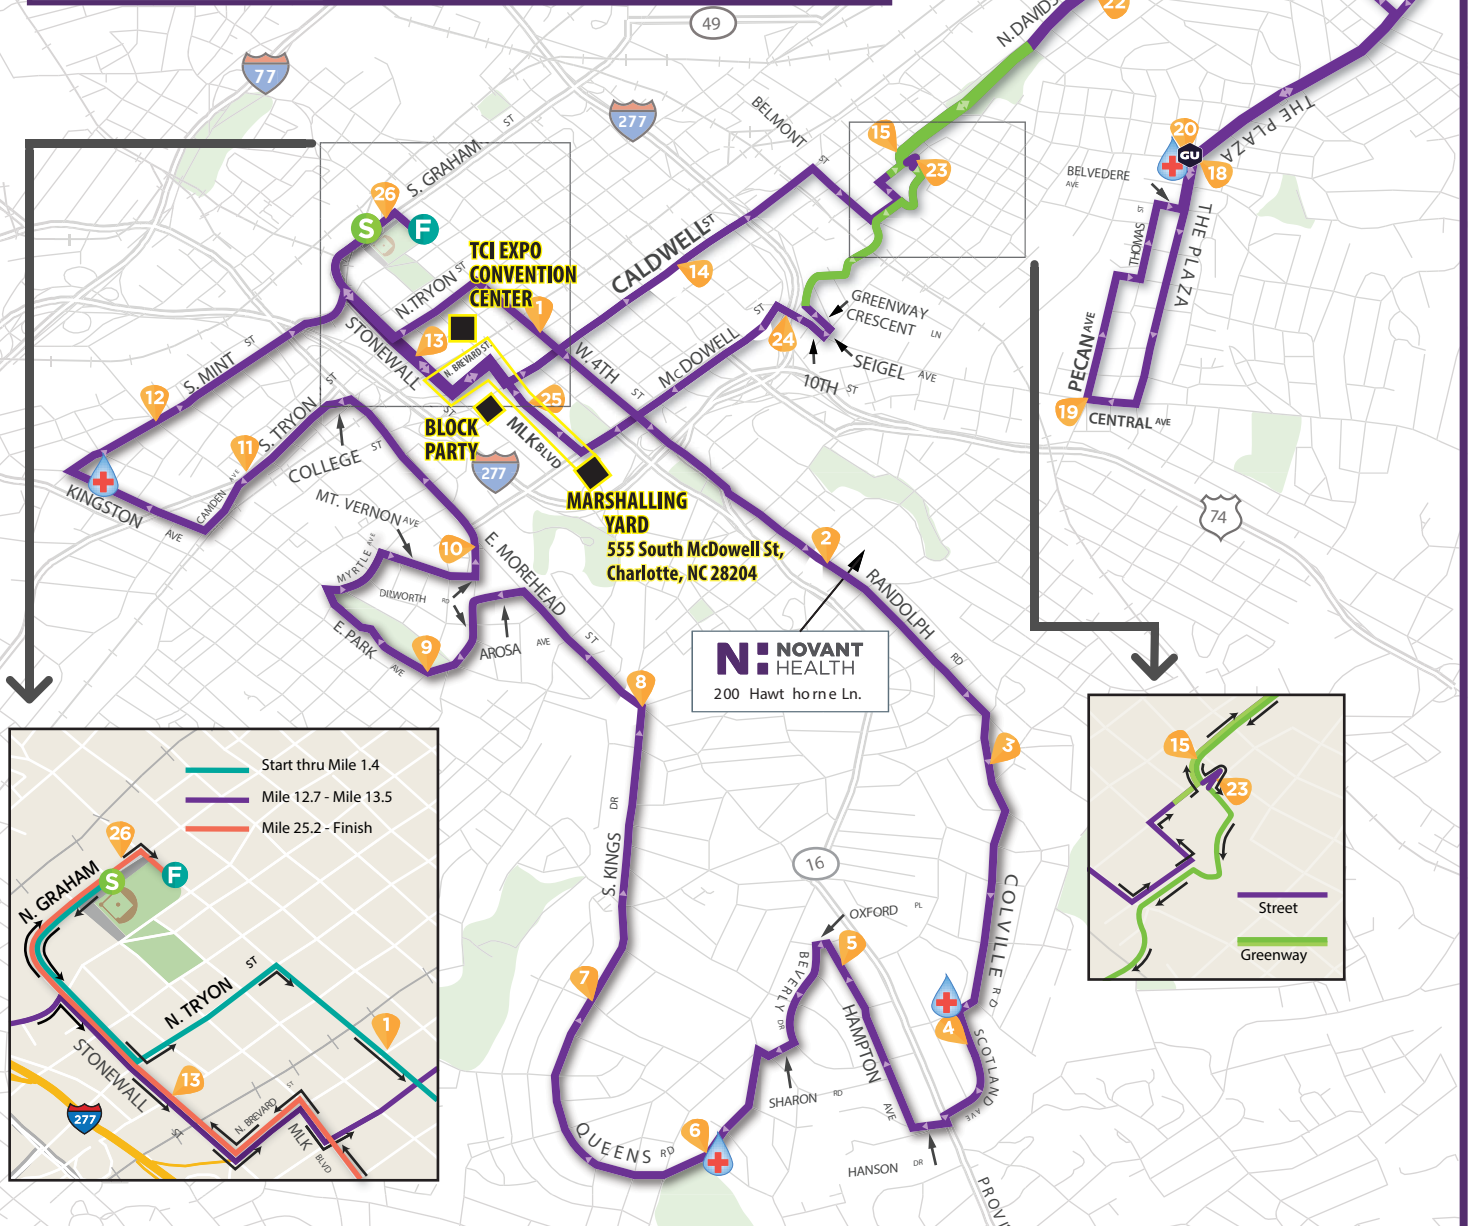 49
22
N. DAVIDS
77
277
BELMONT ST
15
23
20
GU
18
THE PLAZA
BELVEDERE AVE
S. GRAHAM ST
26
S
F
TCI EXPO
CONVENTION
CENTER
N.TRYON ST
CALDWELL ST
14
1
13
STONEWALL ST
N. BREVARD ST.
THOMAS ST
THE PLAZA
GREENWAY
CRESCENT LN
SEIGEL AVE
24
10TH ST
McDOWELL ST
W. 4TH ST
PECAN AVE
19
CENTRAL AVE
S. MINT ST
12
25
BLOCK
PARTY
MLK BLVD
277
S. TRYON ST
11
COLLEGE ST
CAMDEN AVE
KINGSTON AVE
MT. VERNON AVE
MARSHALLING
YARD
555 South McDowell St,
Charlotte, NC 28204
74
10
E. MOREHEAD ST
2
RANDOLPH RD
MYRTLE AVE
DILWORTH RD
E. PARK AVE
9
AROSA AVE
NOVANT
HEALTH
200 Hawt horne Ln.
8
3
S. KINGS DR
16
OXFORD PL
5
COLVILLE RD
7
BEVERLY DR
HAMPTON AVE
4
SCOTLAND AVE
SHARON RD
6
QUEENS RD
HANSON DR
PROVI
Start thru Mile 1.4
Mile 12.7 - Mile 13.5
Mile 25.2 - Finish
26
S
F
N. GRAHAM
N. TRYON ST
1
STONEWALL ST
13
277
N. BREVARD ST
MLK BLVD
15
23
Street
Greenway